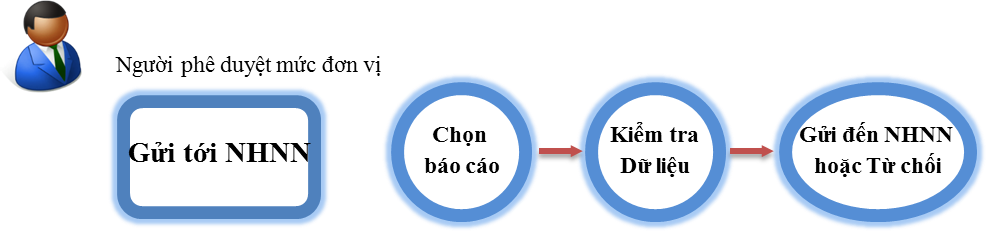 Người phê duyệt mức đơn vị
Gửi tới NHNN
Chọn
báo cáo
Kiểm tra
Dữ liệu
Gửi đến NHNN
hoặc Từ chối